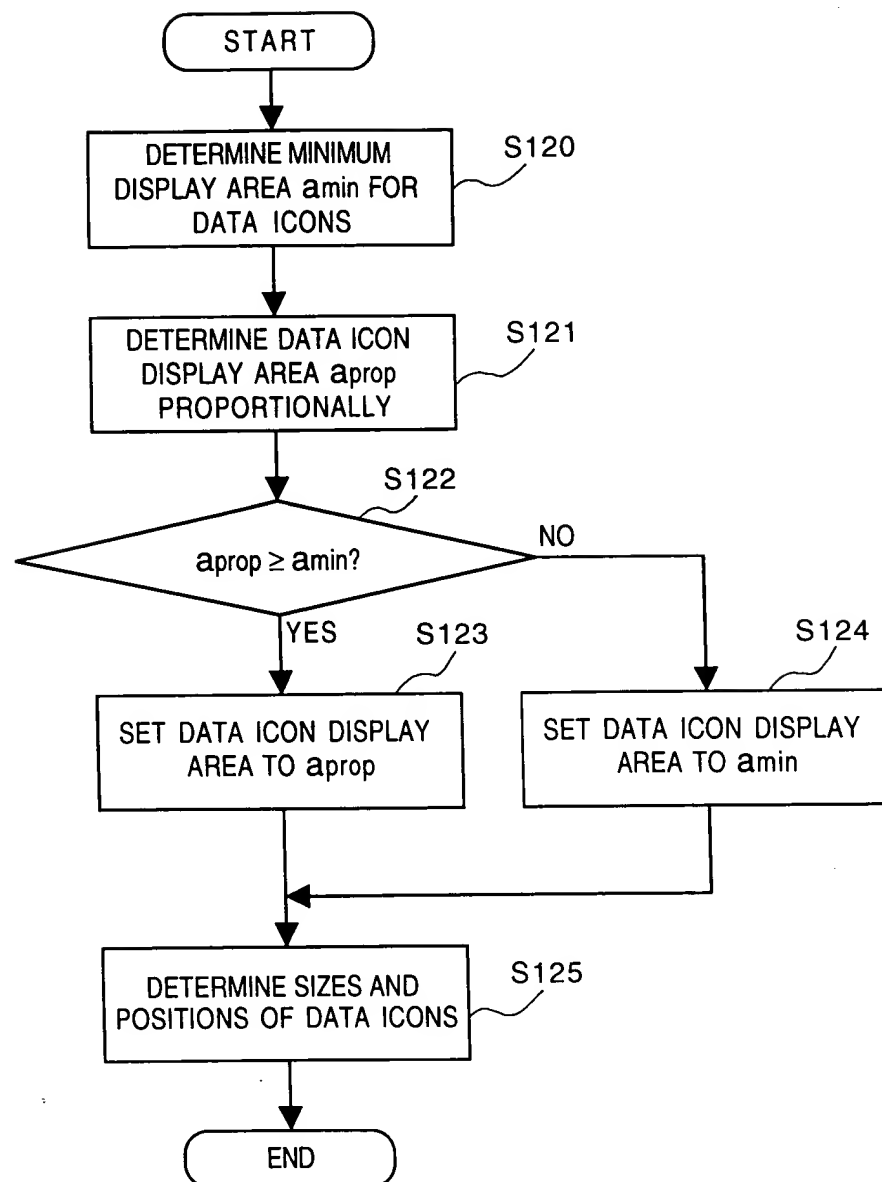 START
S120
DETERMINE MINIMUM
DISPLAY AREA amin FOR
DATA ICONS
S121
DETERMINE DATA ICON
DISPLAY AREA aprop
PROPORTIONALLY
S122
aprop ≥ amin?
NO
YES
S123
SET DATA ICON DISPLAY
AREA TO aprop
S124
SET DATA ICON DISPLAY
AREA TO amin
S125
DETERMINE SIZES AND
POSITIONS OF DATA ICONS
END